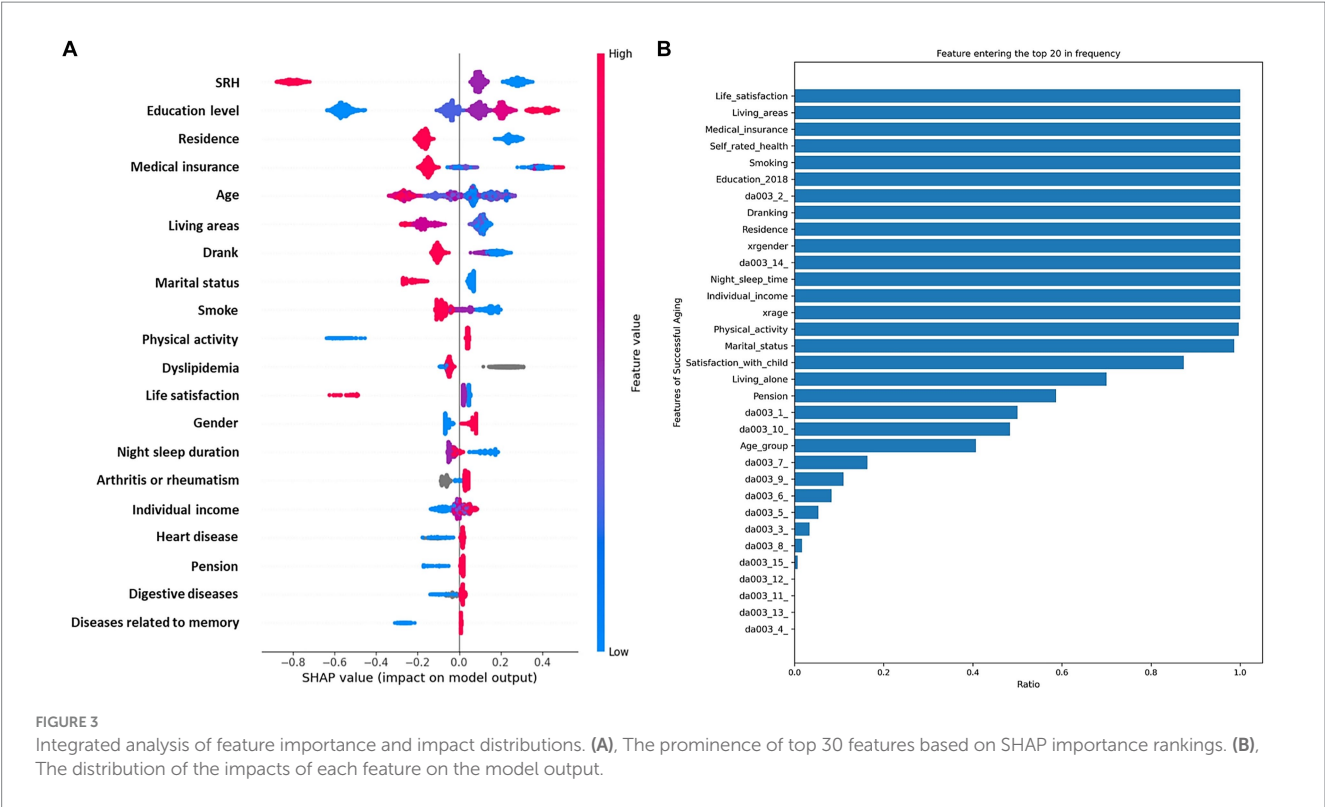 A
High
SRH
Education level
Residence
Medical insurance
Age
Living areas
Drank
Marital status
Smoke
Physical activity
Dyslipidemia
Life satisfaction
Gender
Night sleep duration
Arthritis or rheumatism
Individual income
Heart disease
Pension
Digestive diseases
Diseases related to memory
Feature value
Low
−0.8 −0.6 −0.4 −0.2 0.0 0.2 0.4
SHAP value (impact on model output)
B
Feature entering the top 20 in frequency
Features of Successful Aging
Life_satisfaction
Living_areas
Medical_insurance
Self_rated_health
Smoking
Education_2018
da003_2_
Dranking
Residence
xrgender
da003_14_
Night_sleep_time
Individual_income
xrage
Physical_activity
Marital_status
Satisfaction_with_child
Living_alone
Pension
da003_1_
da003_10_
Age_group
da003_7_
da003_9_
da003_6_
da003_5_
da003_3_
da003_8_
da003_15_
da003_12_
da003_11_
da003_13_
da003_4_
0.0 0.2 0.4 0.6 0.8 1.0
Ratio
FIGURE 3
Integrated analysis of feature importance and impact distributions. (A), The prominence of top 30 features based on SHAP importance rankings. (B),
The distribution of the impacts of each feature on the model output.